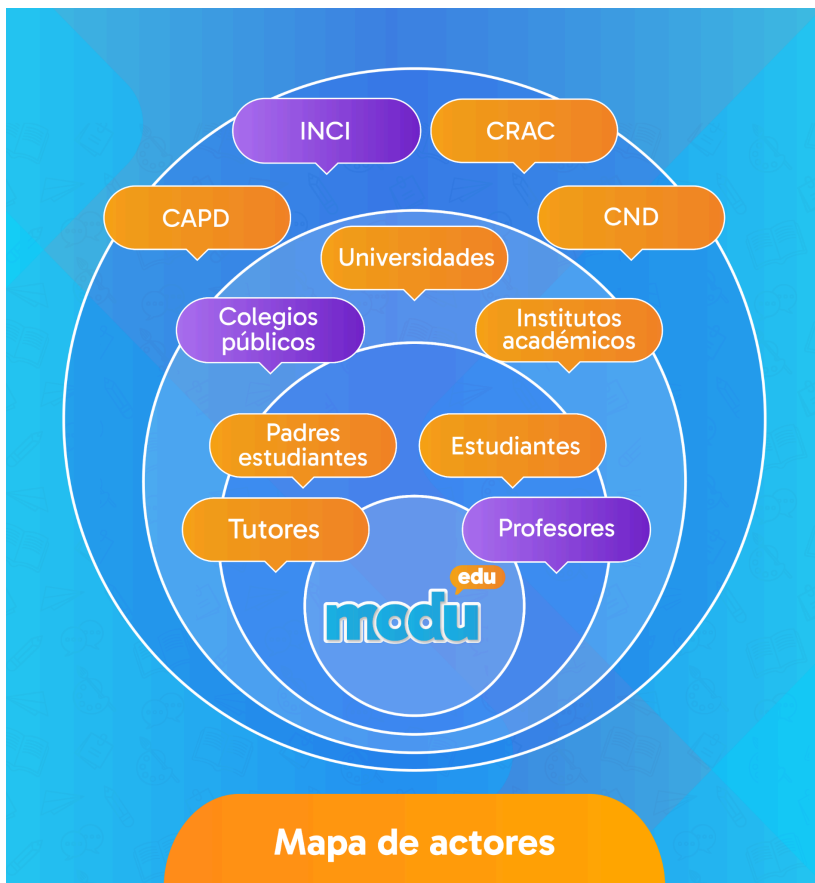 INCI
CRAC
CAPD
CND
Universidades
Colegios
públicos
Institutos
académicos
Padres
estudiantes
Estudiantes
Tutores
Profesores
edu
modu
Mapa de actores